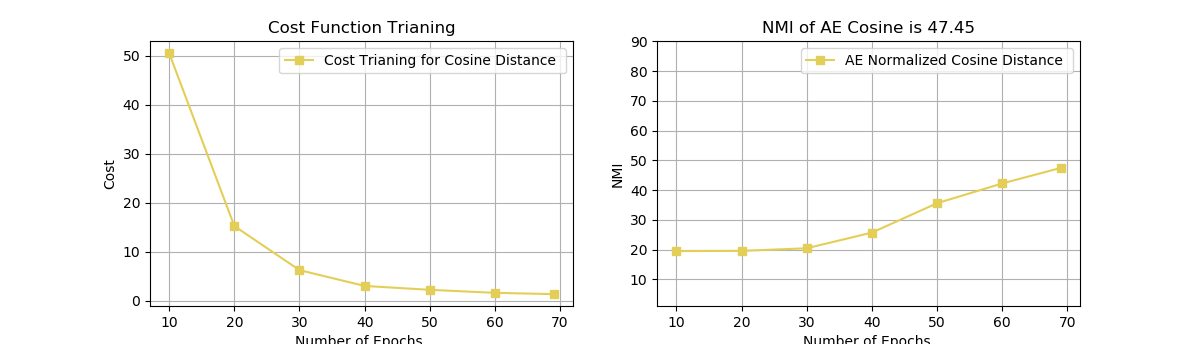 Cost Function Trianing
Cost Trianing for Cosine Distance
50
40
30
20
10
0
Cost
10 20 30 40 50 60 70
Number of Epochs
NMI of AE Cosine is 47.45
AE Normalized Cosine Distance
90
80
70
60
50
40
30
20
10
NMI
10 20 30 40 50 60 70
Number of Epochs